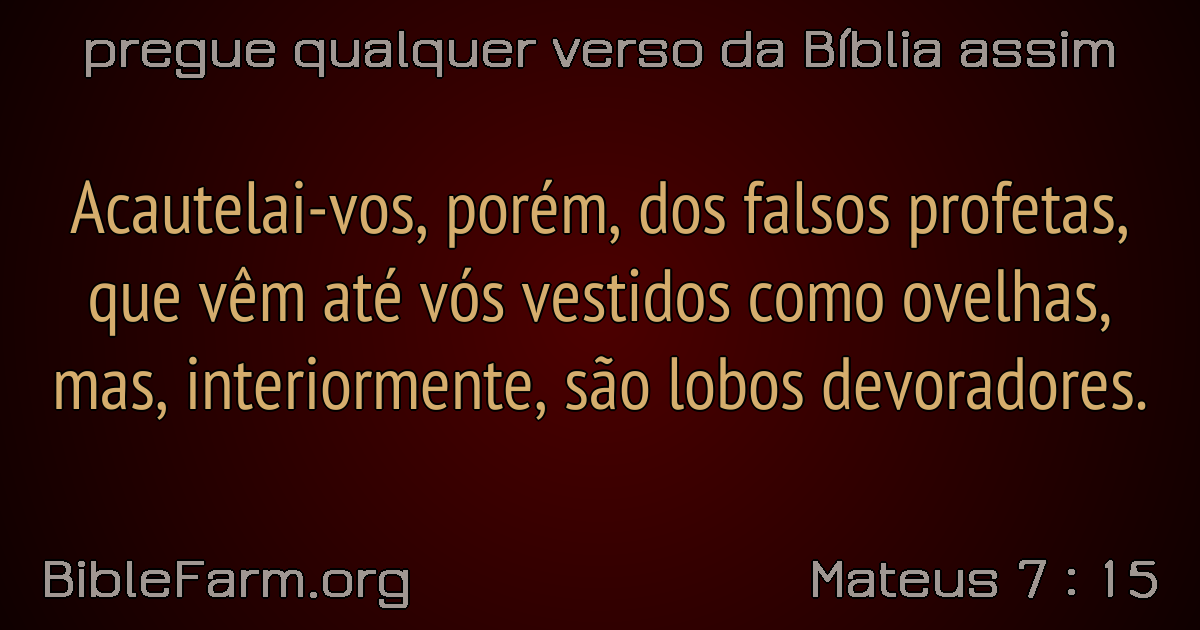 pregue qualquer verso da Bíblia assim
Acautelai-vos, porém, dos falsos profetas,
que vêm até vós vestidos como ovelhas,
mas, interiormente, são lobos devoradores.
BibleFarm.org
Mateus 7 : 15